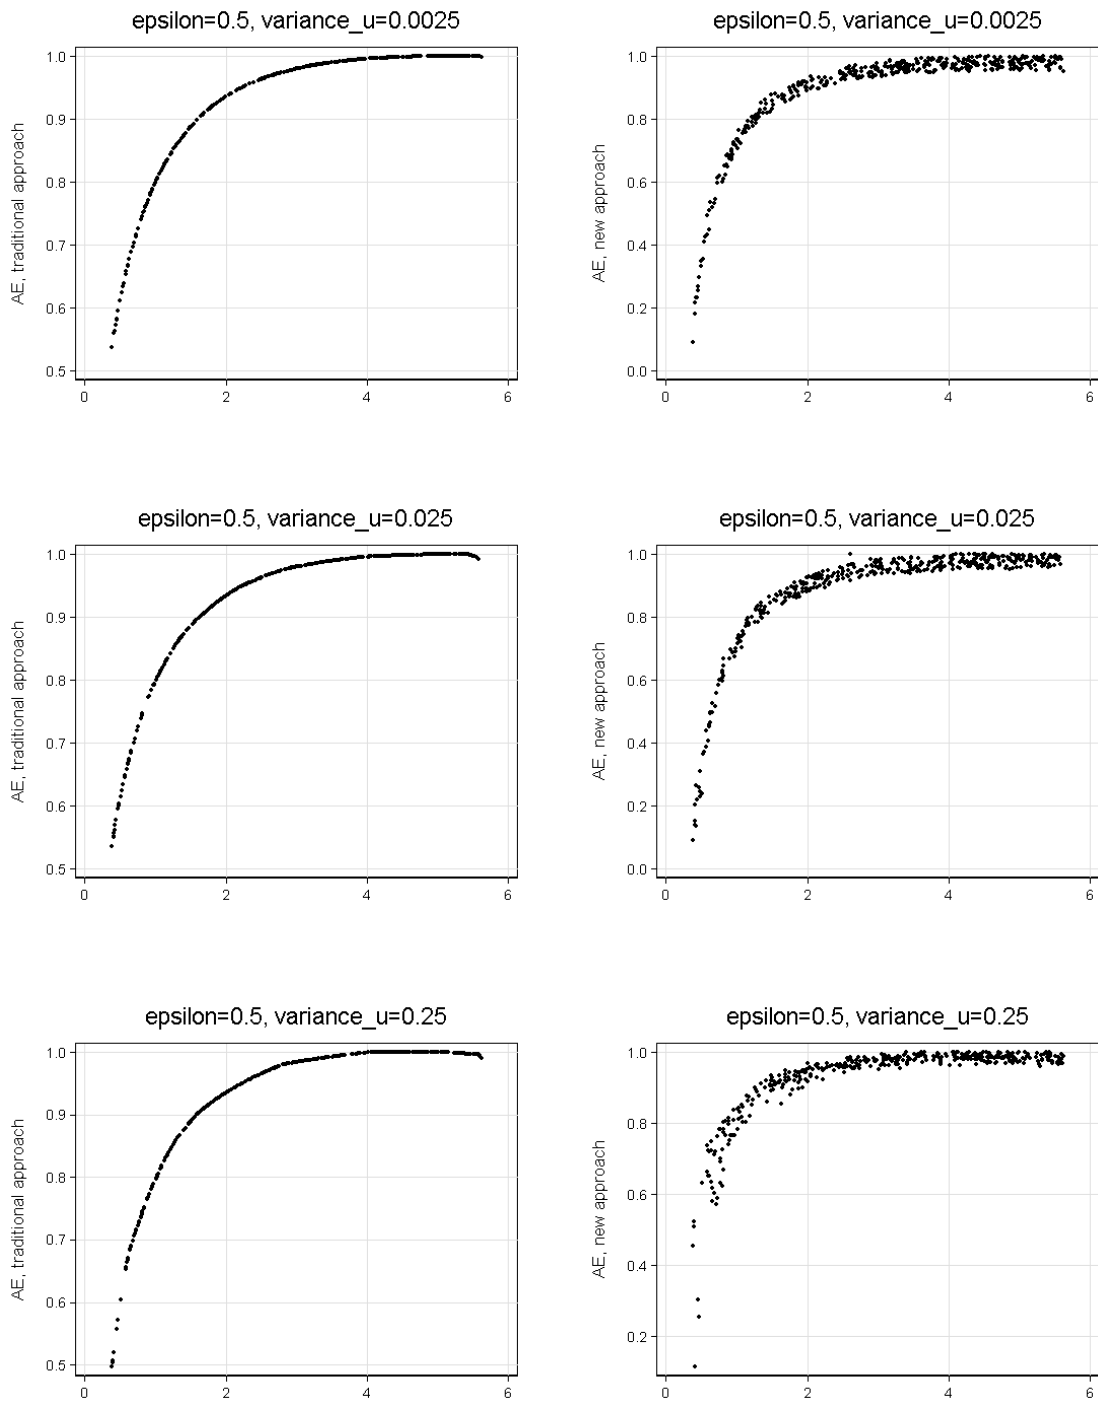 epsilon=0.5, variance_u=0.0025
epsilon=0.5, variance_u=0.0025
AE, traditional approach
1.0
0.9
0.8
0.7
0.6
0.5
0 2 4 6
AE, new approach
1.0
0.8
0.6
0.4
0.2
0.0
0 2 4 6
epsilon=0.5, variance_u=0.025
epsilon=0.5, variance_u=0.025
AE, traditional approach
1.0
0.9
0.8
0.7
0.6
0.5
0 2 4 6
AE, new approach
1.0
0.8
0.6
0.4
0.2
0.0
0 2 4 6
epsilon=0.5, variance_u=0.25
epsilon=0.5, variance_u=0.25
AE, traditional approach
1.0
0.9
0.8
0.7
0.6
0.5
0 2 4 6
AE, new approach
1.0
0.8
0.6
0.4
0.2
0 2 4 6